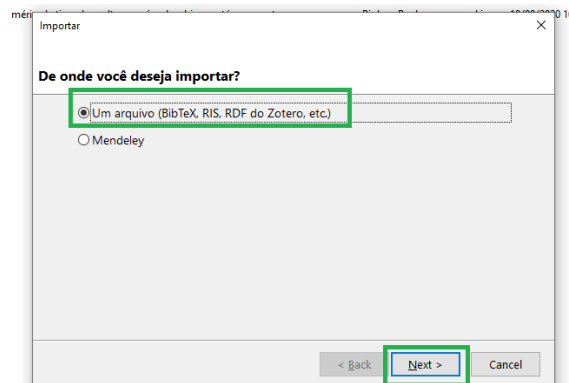 Importar
De onde você deseja importar?
Um arquivo (BibTeX, RIS, RDF do Zotero, etc.)
Mendeley
< Back Next > Cancel